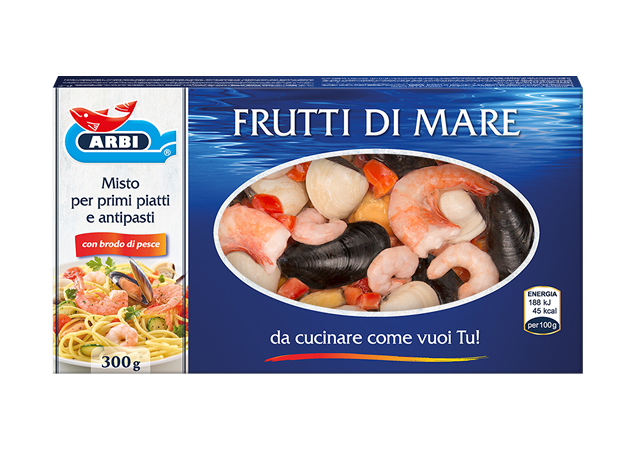 ARBI
®
Misto
per primi piatti
e antipasti
con brodo di pesce
300g
FRUTTI DI MARE
ENERGIA
188 kJ
45 kcal
per100g
da cucinare come vuoi Tu!